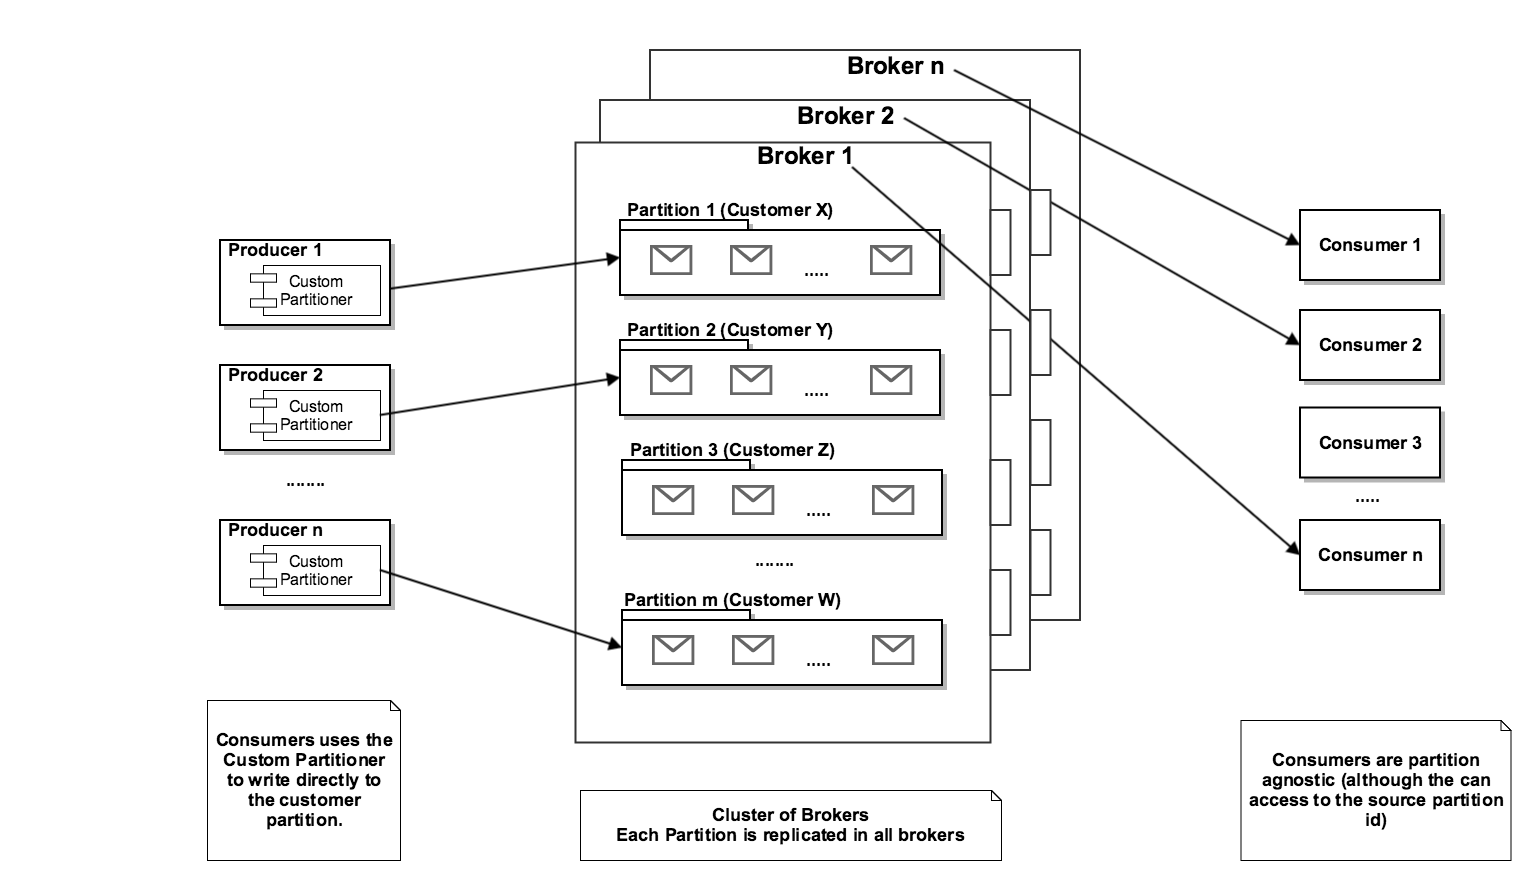 Broker n
Broker 2
Broker 1
Producer 1
Custom
Partitioner
Producer 2
Custom
Partitioner
........
Producer n
Custom
Partitioner
Partition 1 (Customer X)
.....
Partition 2 (Customer Y)
.....
Partition 3 (Customer Z)
.....
........
Partition m (Customer W)
.....
Consumer 1
Consumer 2
Consumer 3
.....
Consumer n
Consumers uses the
Custom Partitioner
to write directly to
the customer
partition.
Cluster of Brokers
Each Partition is replicated in all brokers
Consumers are partition
agnostic (although the can
access to the source partition
id)